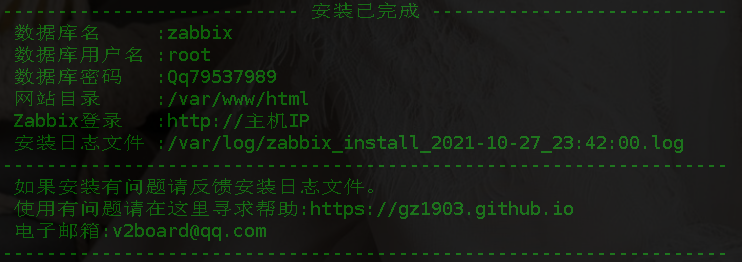 ---------------------------- 安装已完成 ----------------------------
数据库名     :zabbix
数据库用户名 :root
数据库密码   :Qq79537989
网站目录     :/var/www/html
Zabbix登录   :http://主机IP
安装日志文件 :/var/log/zabbix_install_2021-10-27_23:42:00.log
------------------------------------------------------------------
如果安装有问题请反馈安装日志文件。
使用有问题请在这里寻求帮助:https://gz1903.github.io
电子邮箱:v2board@qq.com
------------------------------------------------------------------